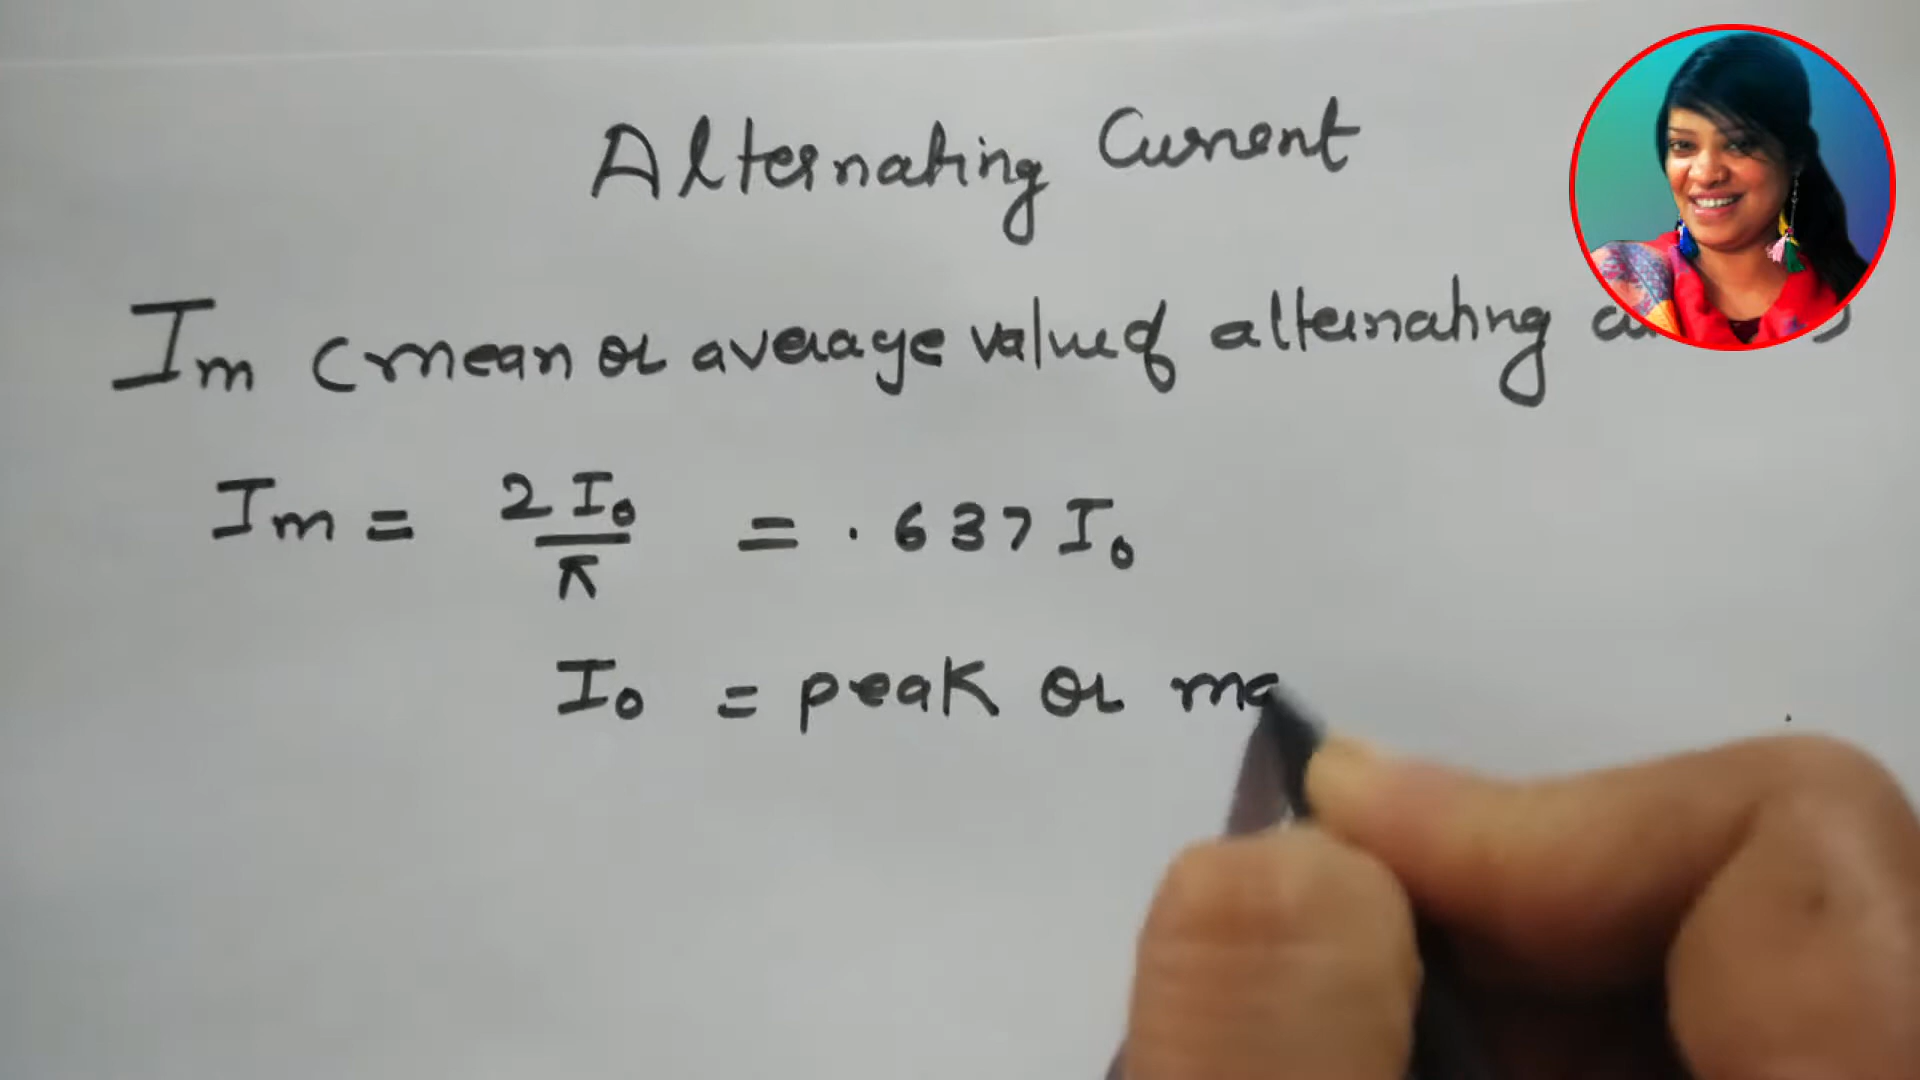 Alternating Current
Im (mean or average value of alternating
Im = 2I₀/π = .637 I₀
I₀ = peak or ma